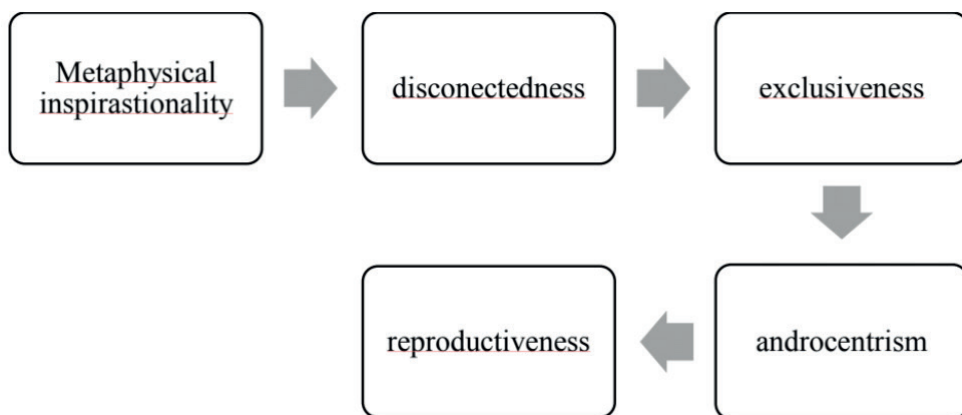 Metaphysical
inspirastionality
disconectedness
exclusiveness
androcentrism
reproductiveness